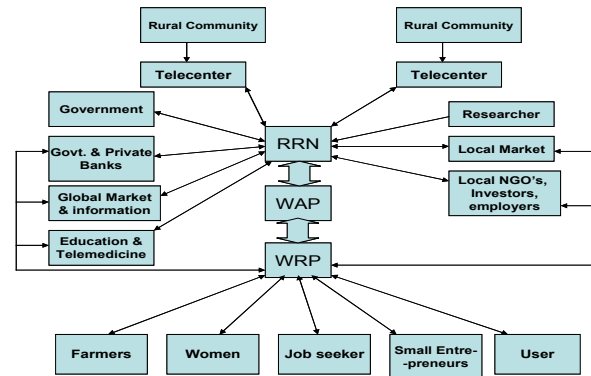 Rural Community
Rural Community
Telecenter
Telecenter
Government
Researcher
RRN
Govt. & Private
Banks
Local Market
Global Market
& information
Local NGO's,
Investors,
employers
WAP
Education &
Telemedicine
WRP
Farmers
Women
Job seeker
Small Entre-
-preneurs
User